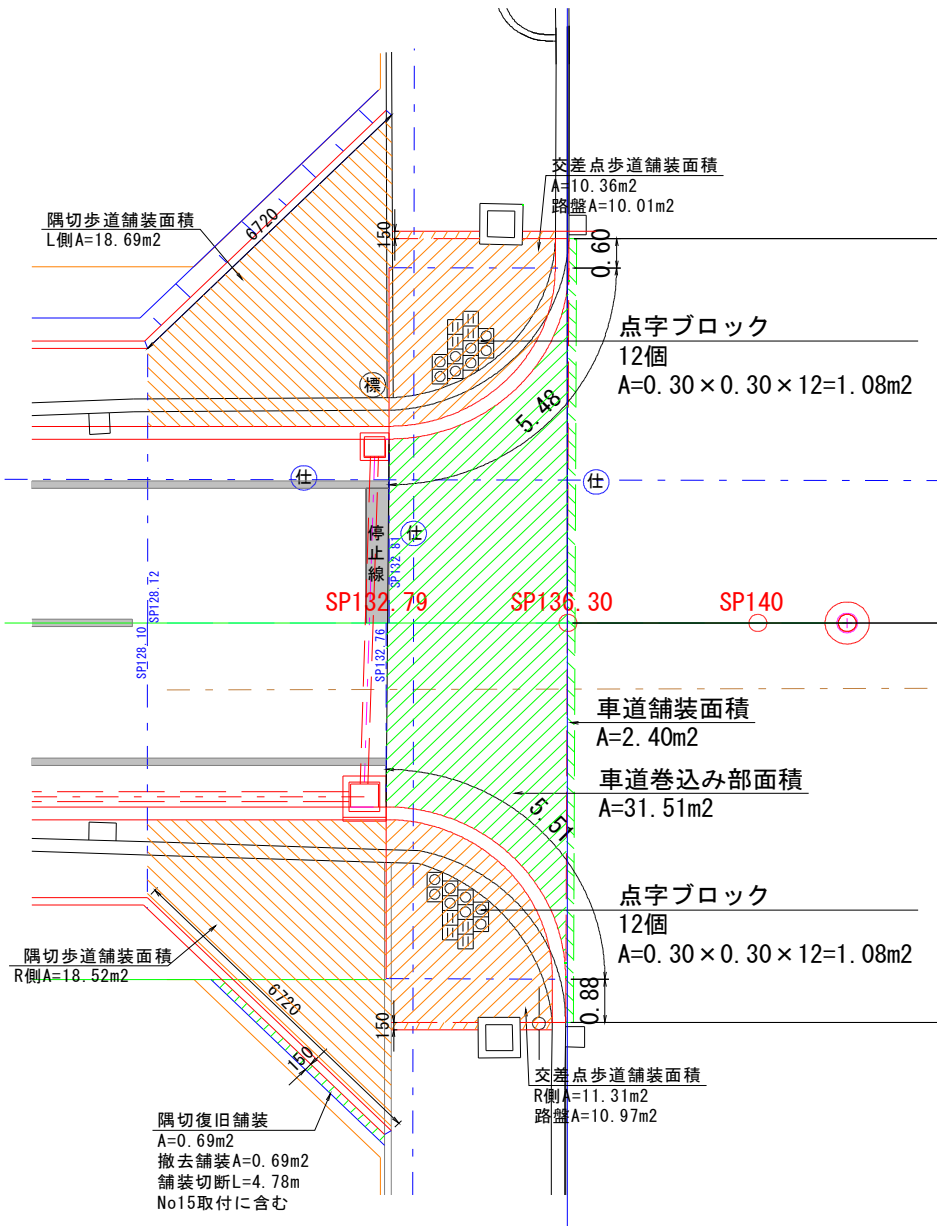 交差点歩道舗装面積
A=10.36m2
路盤A=10.01m2
隅切歩道舗装面積
L側A=18.69m2
6720
150
0.60
点字ブロック
12個
A=0.30×0.30×12=1.08m2
標
5.48
仕
仕
仕
停止線
SP132.81
SP128.12
SP132.79
SP136.30
SP140
SP128.10
SP132.76
車道舗装面積
A=2.40m2
車道巻込み部面積
A=31.51m2
5.51
点字ブロック
12個
A=0.30×0.30×12=1.08m2
隅切歩道舗装面積
R側A=18.52m2
6720
150
150
0.88
交差点歩道舗装面積
R側A=11.31m2
路盤A=10.97m2
隅切復旧舗装
A=0.69m2
撤去舗装A=0.69m2
舗装切断L=4.78m
No15取付に含む